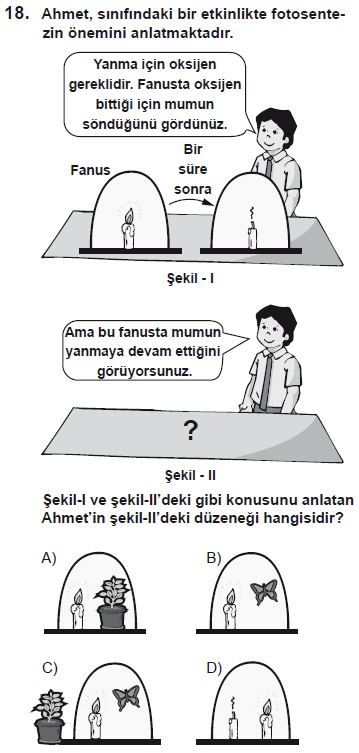 18. Ahmet, sınıfındaki bir etkinlikte fotosente-
zin önemini anlatmaktadır.
Yanma için oksijen
gereklidir. Fanusta oksijen
bittiği için mumun
söndüğünü gördünüz.
Fanus
Bir
süre
sonra
Şekil - I
Ama bu fanusta mumun
yanmaya devam ettiğini
görüyorsunuz.
?
Şekil - II
Şekil-I ve şekil-II'deki gibi konusunu anlatan
Ahmet'in şekil-II'deki düzeneği hangisidir?
A)
B)
C)
D)